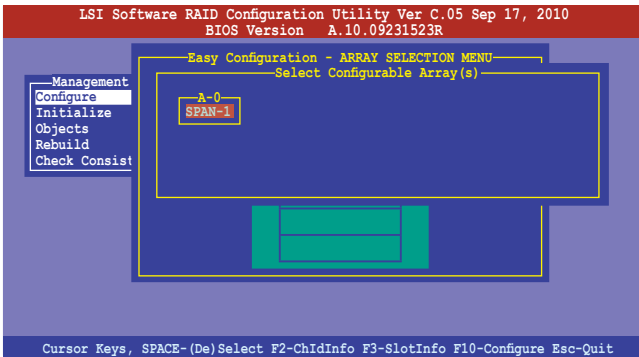 LSI Software RAID Configuration Utility Ver C.05 Sep 17, 2010
BIOS Version A.10.09231523R
Easy Configuration - ARRAY SELECTION MENU
Select Configurable Array(s)
Management
Configure
Initialize
Objects
Rebuild
Check Consist
A-0
SPAN-1
Cursor Keys, SPACE-(De)Select F2-ChIdInfo F3-SlotInfo F10-Configure Esc-Quit